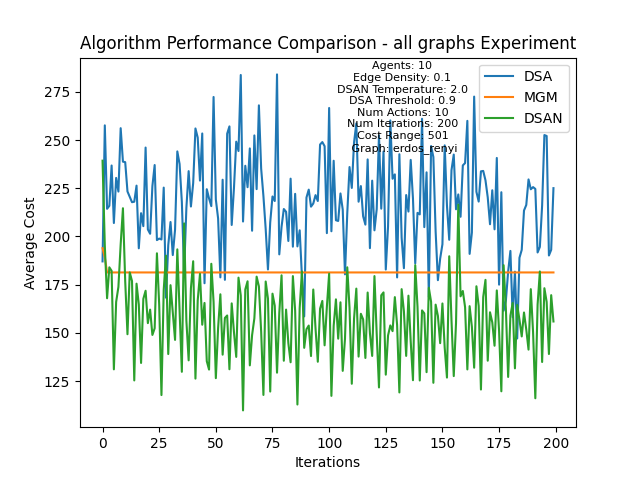 Algorithm Performance Comparison - all graphs Experiment
Agents: 10
Edge Density: 0.1
DSAN Temperature: 2.0
DSA Threshold: 0.9
Num Actions: 10
Num Iterations: 200
Cost Range: 501
Graph: erdos_renyi
DSA
MGM
DSAN
Average Cost
275
250
225
200
175
150
125
0
25
50
75
100
125
150
175
200
Iterations